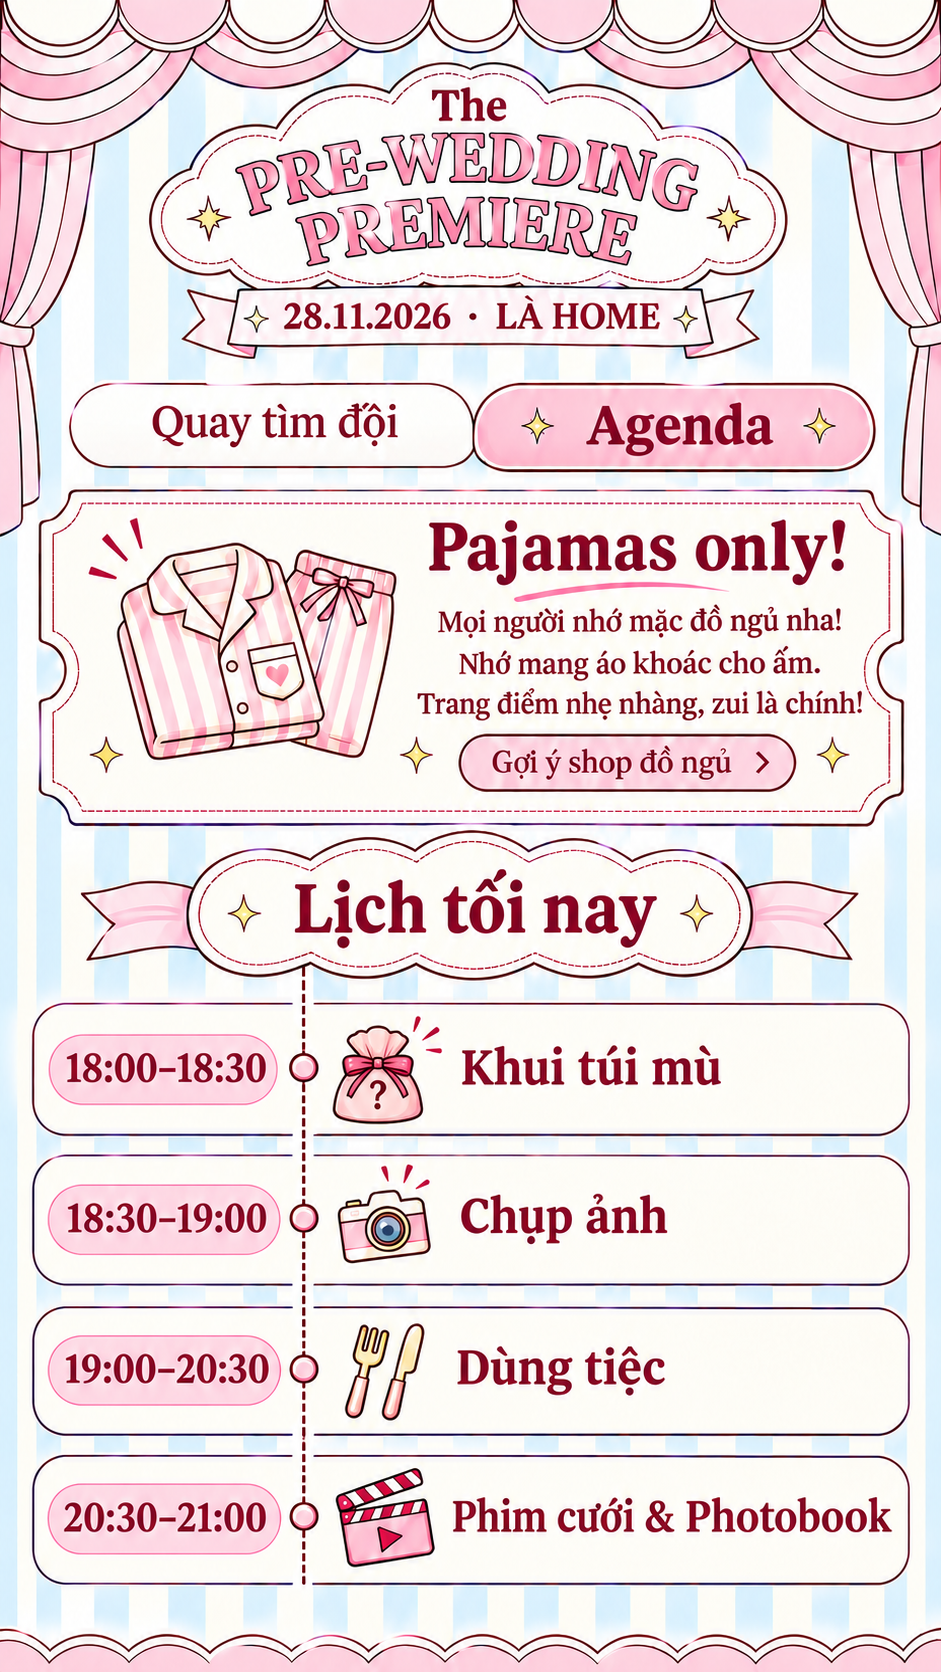 The
PRE-WEDDING
PREMIERE
28.11.2026 · LÀ HOME
Quay tìm đội
Agenda
Pajamas only!
Mọi người nhớ mặc đồ ngủ nha!
Nhớ mang áo khoác cho ấm.
Trang điểm nhẹ nhàng, zui là chính!
Gợi ý shop đồ ngủ >
Lịch tối nay
18:00–18:30
Khui túi mù
?
18:30–19:00
Chụp ảnh
19:00–20:30
Dùng tiệc
20:30–21:00
Phim cưới & Photobook